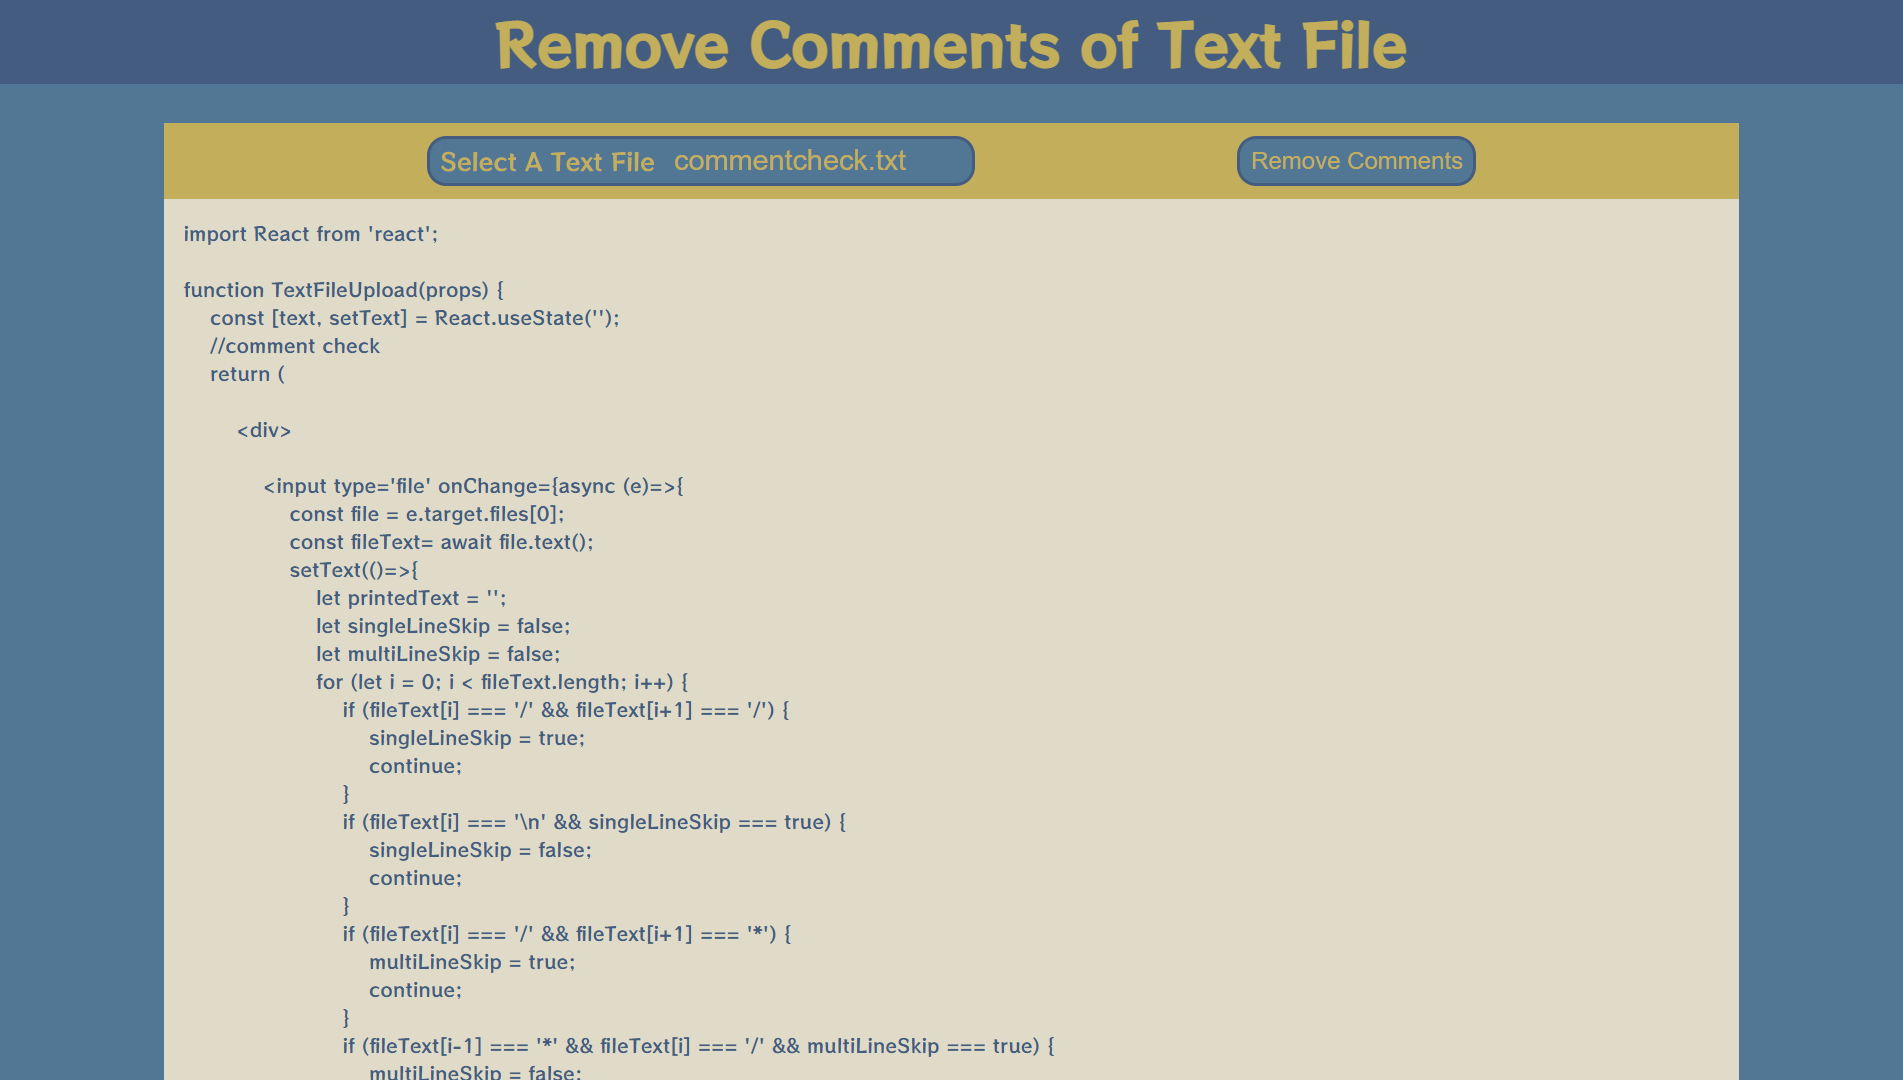 Remove Comments of Text File
Select A Text File commentcheck.txt
Remove Comments
import React from 'react';
function TextFileUpload(props) {
const [text, setText] = React.useState('');
//comment check
return (
<div>
<input type='file' onChange={async (e)=>{
const file = e.target.files[0];
const fileText= await file.text();
setText(()=>{
let printedText = '';
let singleLineSkip = false;
let multiLineSkip = false;
for (let i = 0; i < fileText.length; i++) {
if (fileText[i] === '/' && fileText[i+1] === '/') {
singleLineSkip = true;
continue;
}
if (fileText[i] === '\n' && singleLineSkip === true) {
singleLineSkip = false;
continue;
}
if (fileText[i] === '/' && fileText[i+1] === '*') {
multiLineSkip = true;
continue;
}
if (fileText[i-1] === '*' && fileText[i] === '/' && multiLineSkip === true) {
multiLineSkip = false;